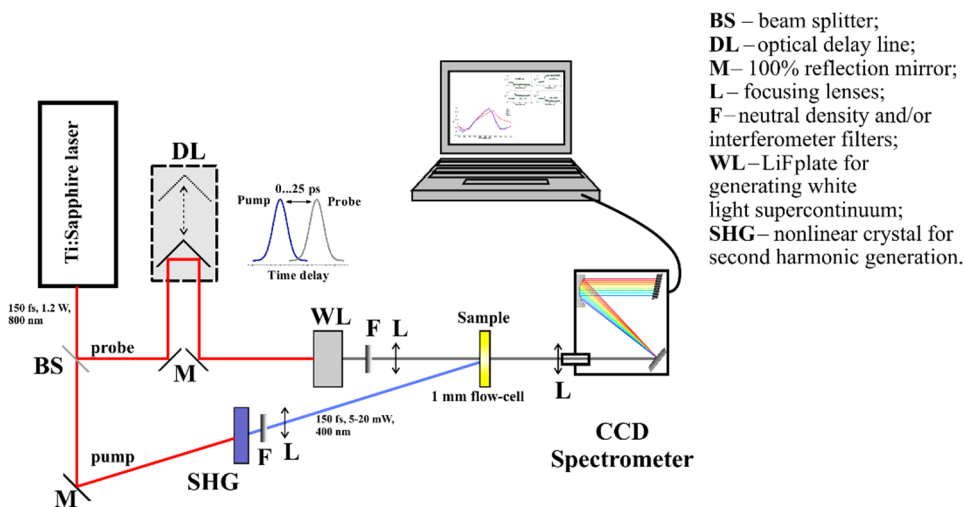 BS – beam splitter;
DL – optical delay line;
M – 100% reflection mirror;
L – focusing lenses;
F – neutral density and/or
interferometer filters;
WL – LiFplate for
generating white
light supercontinuum;
SHG – nonlinear crystal for
second harmonic generation.
Ti:Sapphire laser
DL
0...25 ps
Pump
Probe
Time delay
150 fs, 1.2 W,
800 nm
BS
probe
M
WL
F
L
Sample
1 mm flow-cell
L
150 fs, 5-20 mW,
400 nm
CCD
Spectrometer
pump
M
SHG
F
L